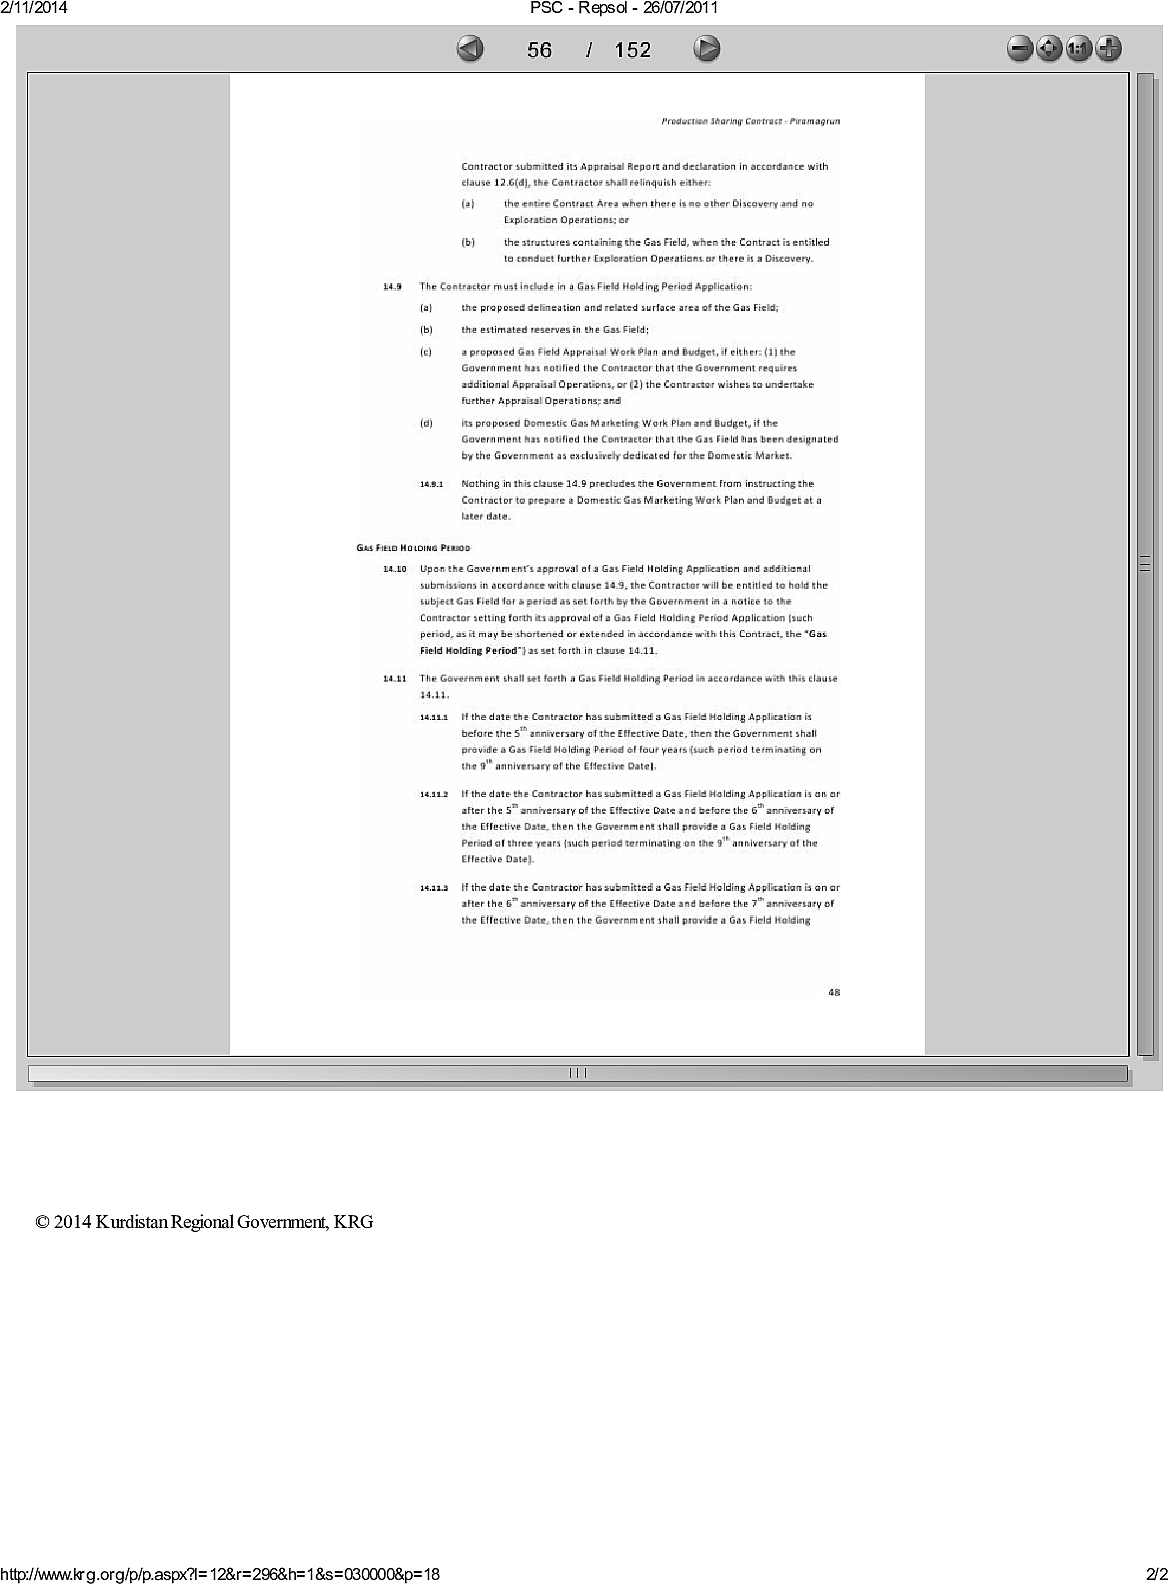 2/11/2014
PSC - Repsol - 26/07/2011
56 / 152
1:1
Production Sharing Contract - Piramagrun
Contractor submitted its Appraisal Report and declaration in accordance with
clause 12.6(d), the Contractor shall relinquish either:
(a) the entire Contract Area when there is no other Discovery and no
Exploration Operations; or
(b) the structures containing the Gas Field, when the Contract is entitled
to conduct further Exploration Operations or there is a Discovery.
14.9 The Contractor must include in a Gas Field Holding Period Application:
(a) the proposed delineation and related surface area of the Gas Field;
(b) the estimated reserves in the Gas Field;
(c) a proposed Gas Field Appraisal Work Plan and Budget, if either: (1) the
Government has notified the Contractor that the Government requires
additional Appraisal Operations, or (2) the Contractor wishes to undertake
further Appraisal Operations; and
(d) its proposed Domestic Gas Marketing Work Plan and Budget, if the
Government has notified the Contractor that the Gas Field has been designated
by the Government as exclusively dedicated for the Domestic Market.
14.9.1 Nothing in this clause 14.9 precludes the Government from instructing the
Contractor to prepare a Domestic Gas Marketing Work Plan and Budget at a
later date.
GAS FIELD HOLDING PERIOD
14.10 Upon the Government's approval of a Gas Field Holding Application and additional
submissions in accordance with clause 14.9, the Contractor will be entitled to hold the
subject Gas Field for a period as set forth by the Government in a notice to the
Contractor setting forth its approval of a Gas Field Holding Period Application (such
period, as it may be shortened or extended in accordance with this Contract, the "Gas
Field Holding Period") as set forth in clause 14.11.
14.11 The Government shall set forth a Gas Field Holding Period in accordance with this clause
14.11.
14.11.1 If the date the Contractor has submitted a Gas Field Holding Application is
before the 5th anniversary of the Effective Date, then the Government shall
provide a Gas Field Holding Period of four years (such period terminating on
the 9th anniversary of the Effective Date).
14.11.2 If the date the Contractor has submitted a Gas Field Holding Application is on or
after the 5th anniversary of the Effective Date and before the 6th anniversary of
the Effective Date, then the Government shall provide a Gas Field Holding
Period of three years (such period terminating on the 9th anniversary of the
Effective Date).
14.11.3 If the date the Contractor has submitted a Gas Field Holding Application is on or
after the 6th anniversary of the Effective Date and before the 7th anniversary of
the Effective Date, then the Government shall provide a Gas Field Holding
48
© 2014 Kurdistan Regional Government, KRG
http://www.krg.org/p/p.aspx?l=12&r=296&h=1&s=030000&p=18
2/2